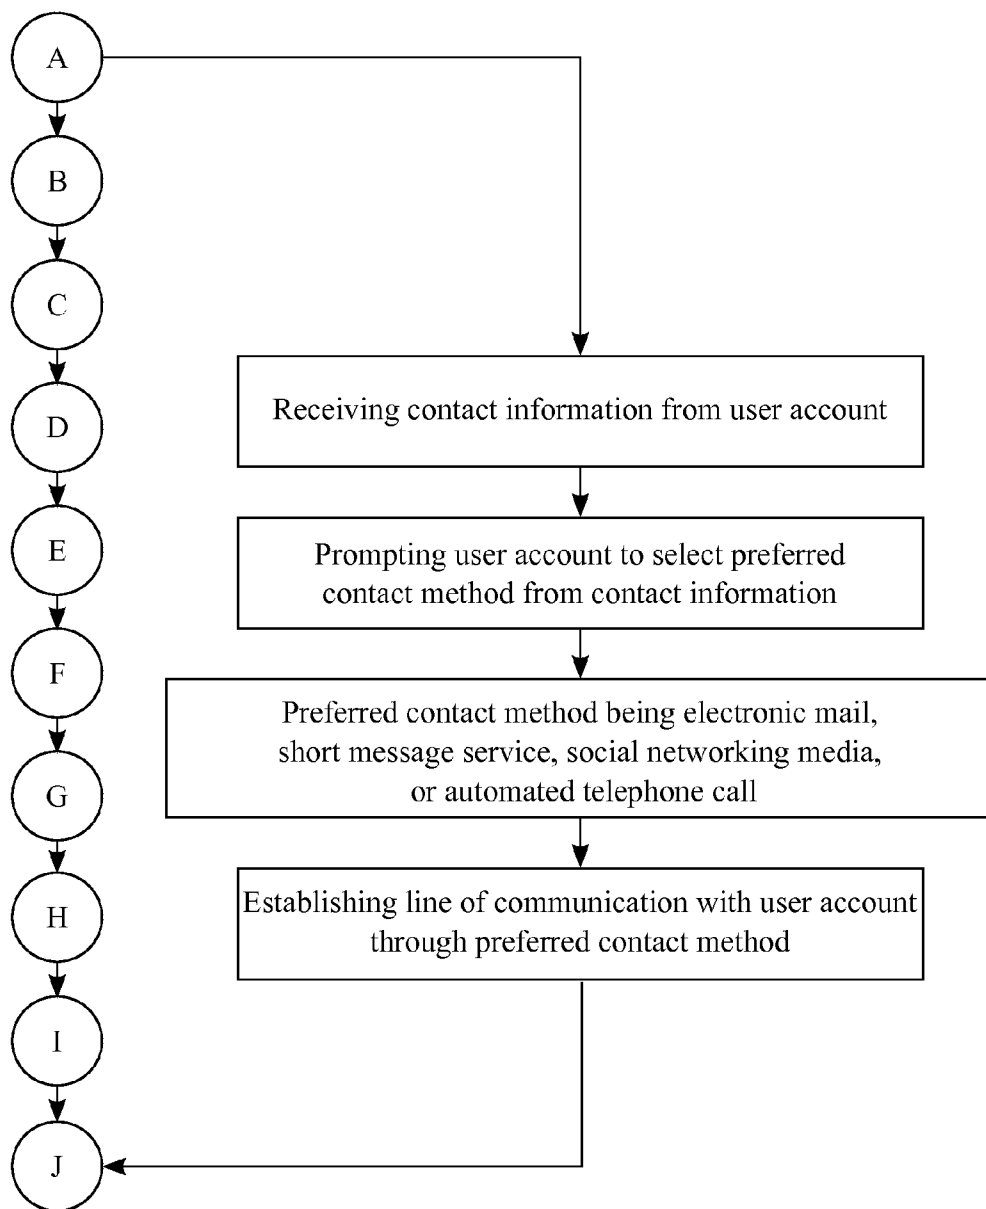 A
B
C
D
E
F
G
H
I
J
Receiving contact information from user account
Prompting user account to select preferred
contact method from contact information
Preferred contact method being electronic mail,
short message service, social networking media,
or automated telephone call
Establishing line of communication with user account
through preferred contact method